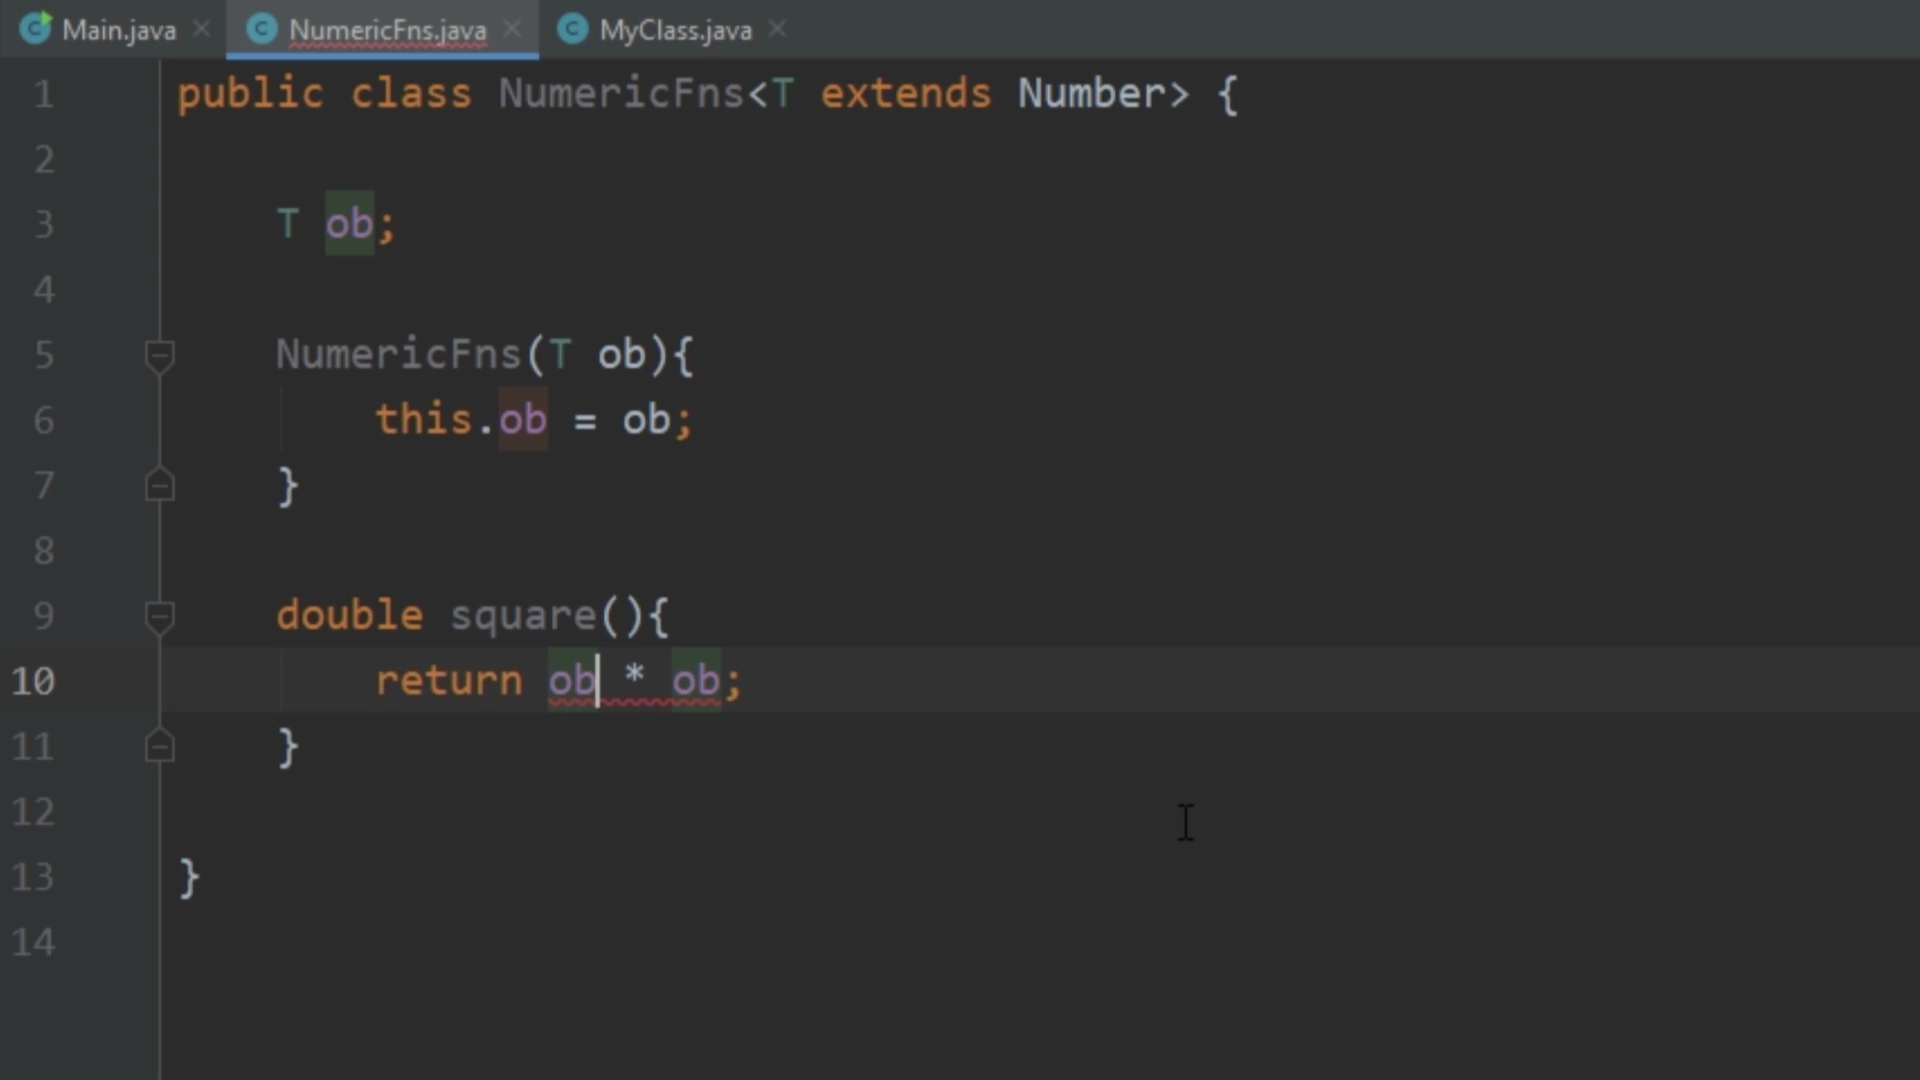 Main.java NumericFns.java MyClass.java
1 public class NumericFns<T extends Number> {
2
3 T ob;
4
5 NumericFns(T ob){
6 this.ob = ob;
7 }
8
9 double square(){
10 return ob * ob;
11 }
12
13 }
14